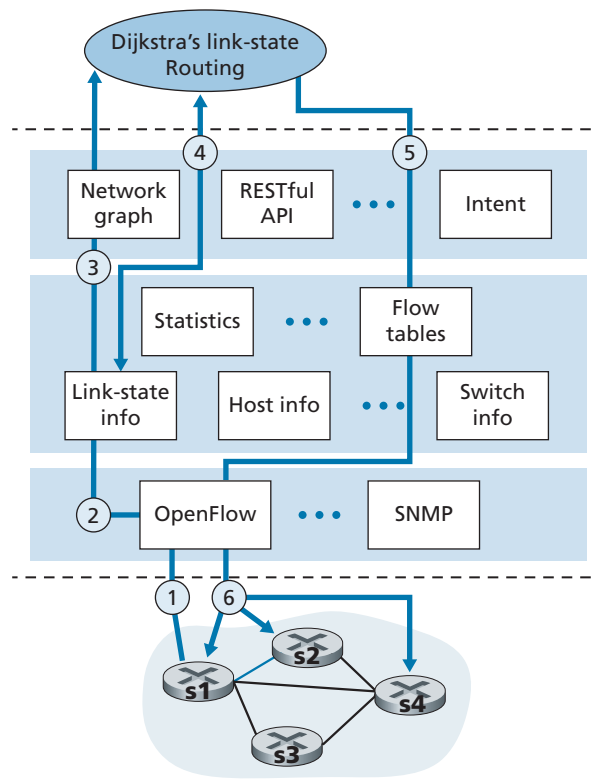 Dijkstra's link-state
Routing
4
5
Network
graph
RESTful
API
Intent
3
Statistics
Flow
tables
Link-state
info
Host info
Switch
info
2
OpenFlow
SNMP
1
6
s2
s1
s4
s3